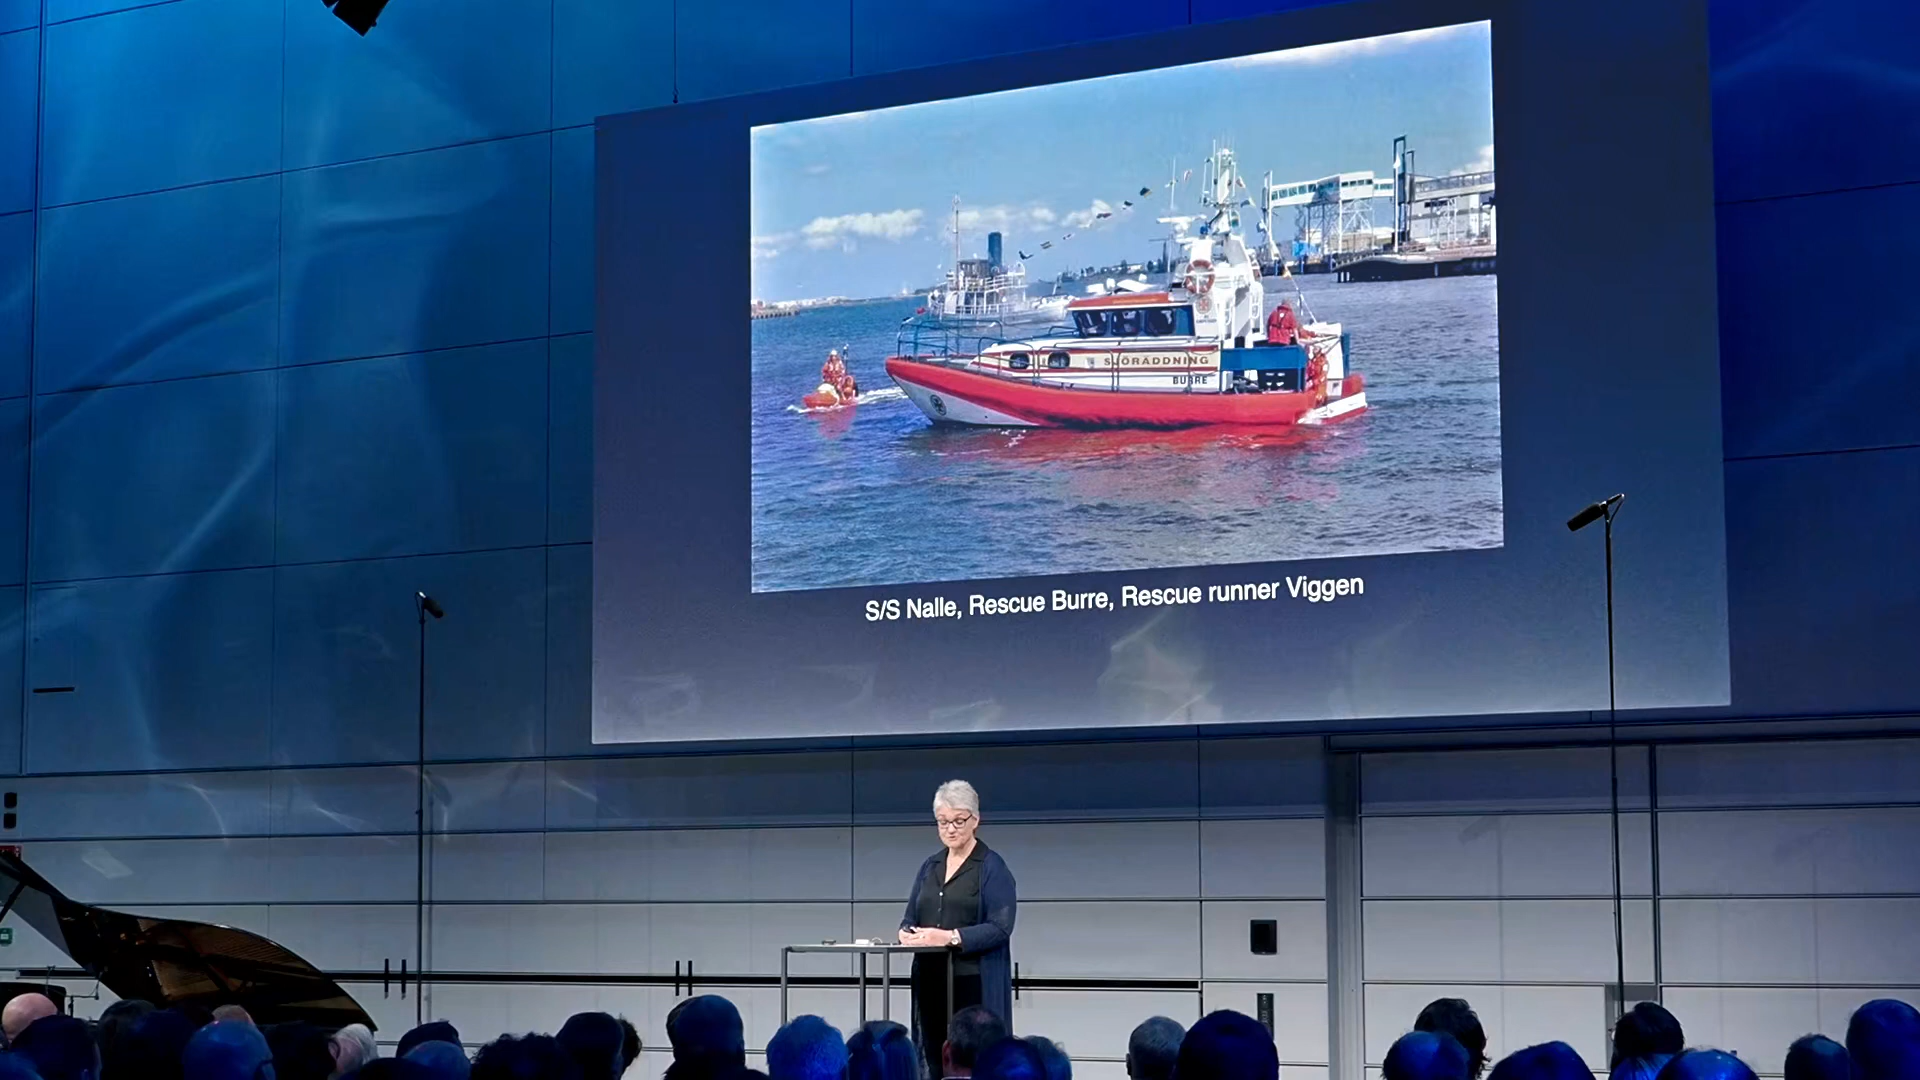 SJÖRÄDDNING
BURRE
S/S Nalle, Rescue Burre, Rescue runner Viggen